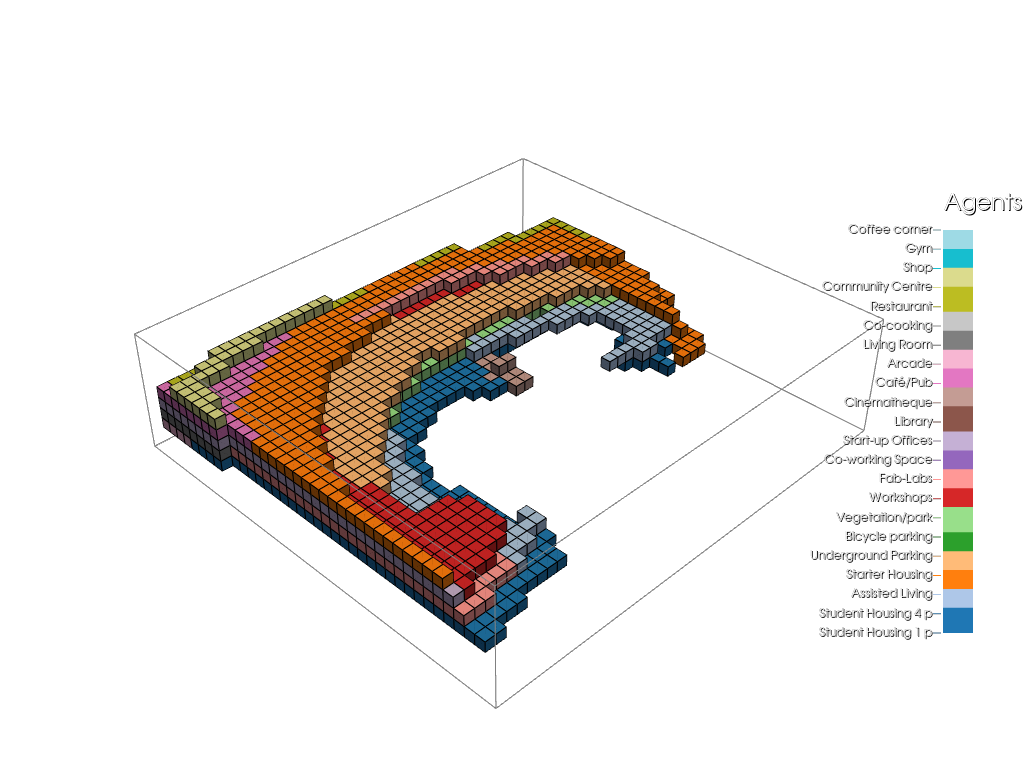 Agents
Coffee corner
Gym
Shop
Community Centre
Restaurant
Co-cooking
Living Room
Arcade
Café/Pub
Cinematheque
Library
Start-up Offices
Co-working Space
Fab-Labs
Workshops
Vegetation/park
Bicycle parking
Underground Parking
Starter Housing
Assisted Living
Student Housing 4 p
Student Housing 1 p